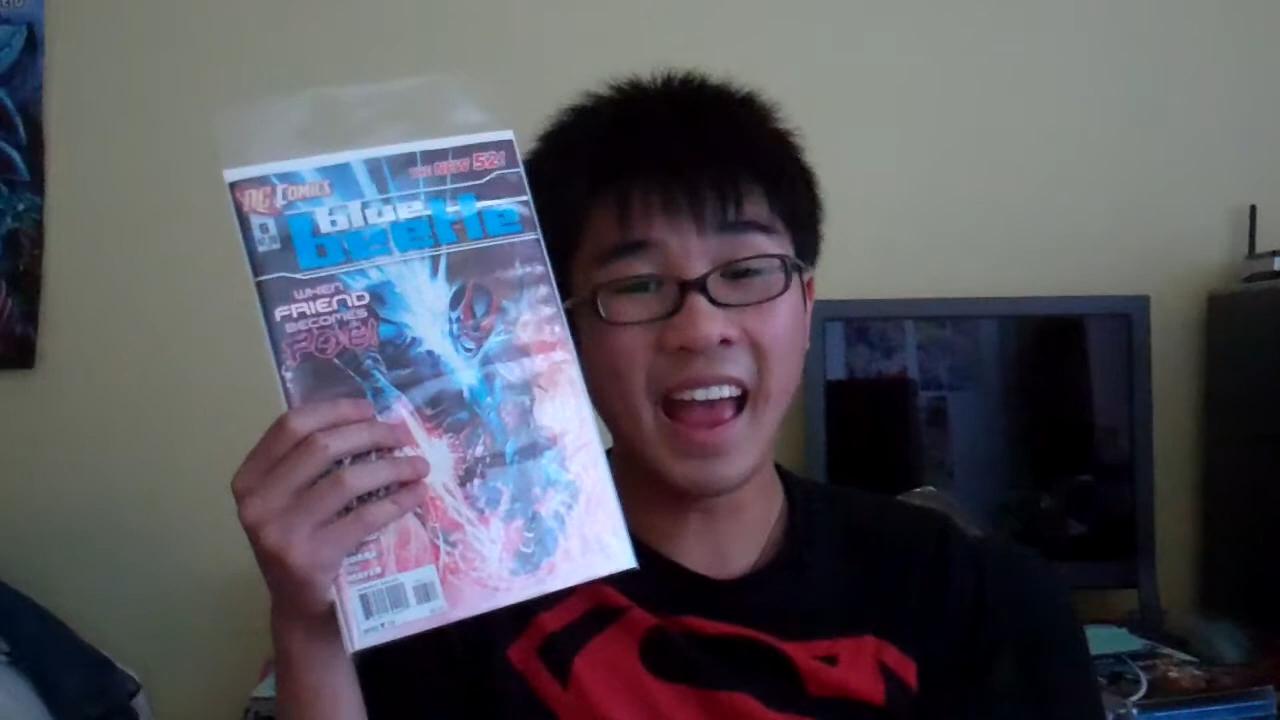 DC COMICS
THE NEW 52!
blue
beetle
WHEN
FRIEND
BECOMES
FOE!